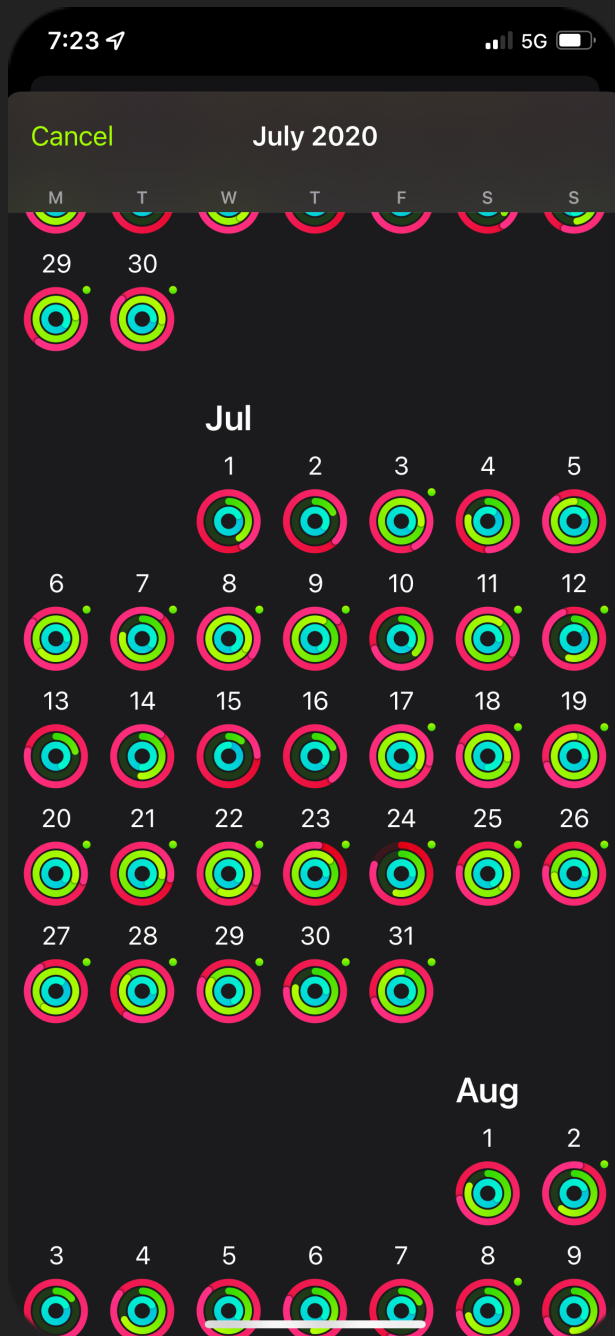 7:23 5G
Cancel July 2020
M T W T F S S
29 30
Jul
1 2 3 4 5
6 7 8 9 10 11 12
13 14 15 16 17 18 19
20 21 22 23 24 25 26
27 28 29 30 31
Aug
1 2
3 4 5 6 7 8 9